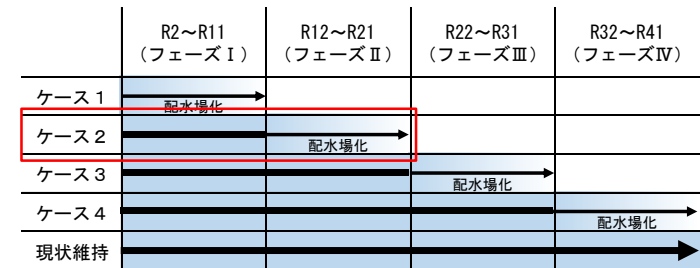 R2～R11 R12～R21 R22～R31 R32～R41
（フェーズⅠ） （フェーズⅡ） （フェーズⅢ） （フェーズⅣ）
ケース１
配水場化
ケース２
配水場化
ケース３
配水場化
ケース４
配水場化
現状維持